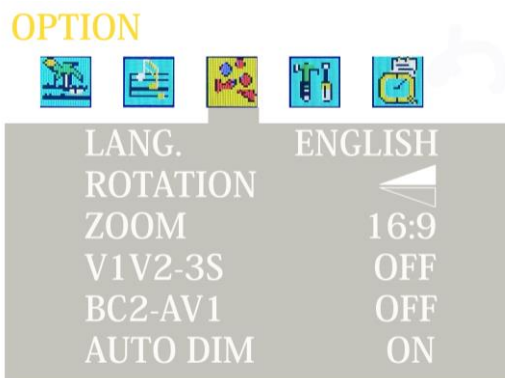 OPTION
LANG. ENGLISH
ROTATION
ZOOM 16:9
V1V2-3S OFF
BC2-AV1 OFF
AUTO DIM ON